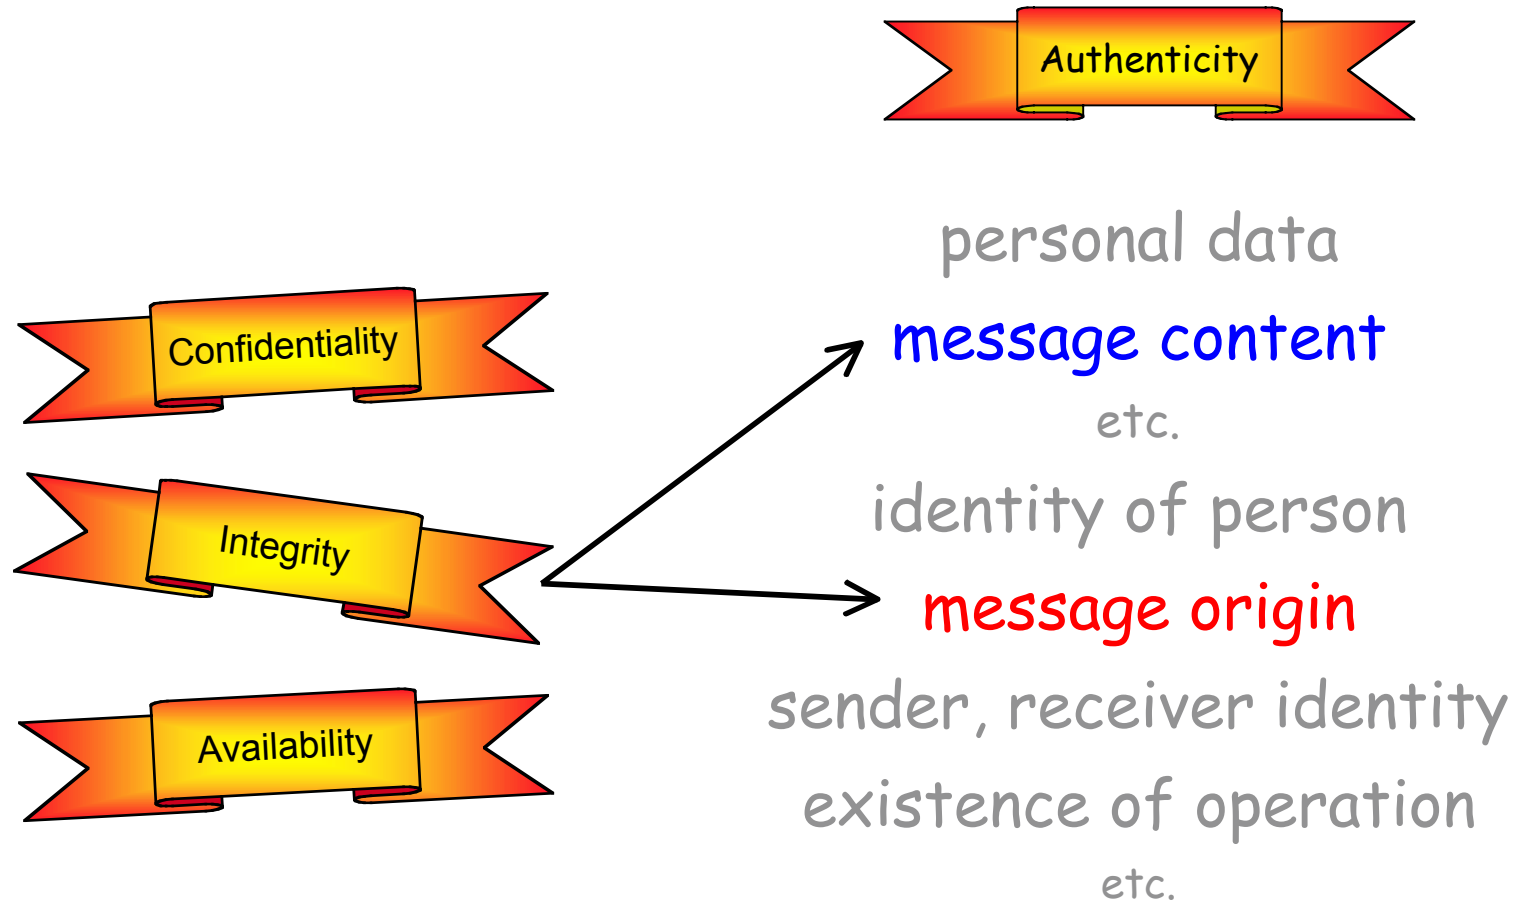 Authenticity
personal data
Confidentiality
message content
etc.
identity of person
Integrity
message origin
sender, receiver identity
Availability
existence of operation
etc.